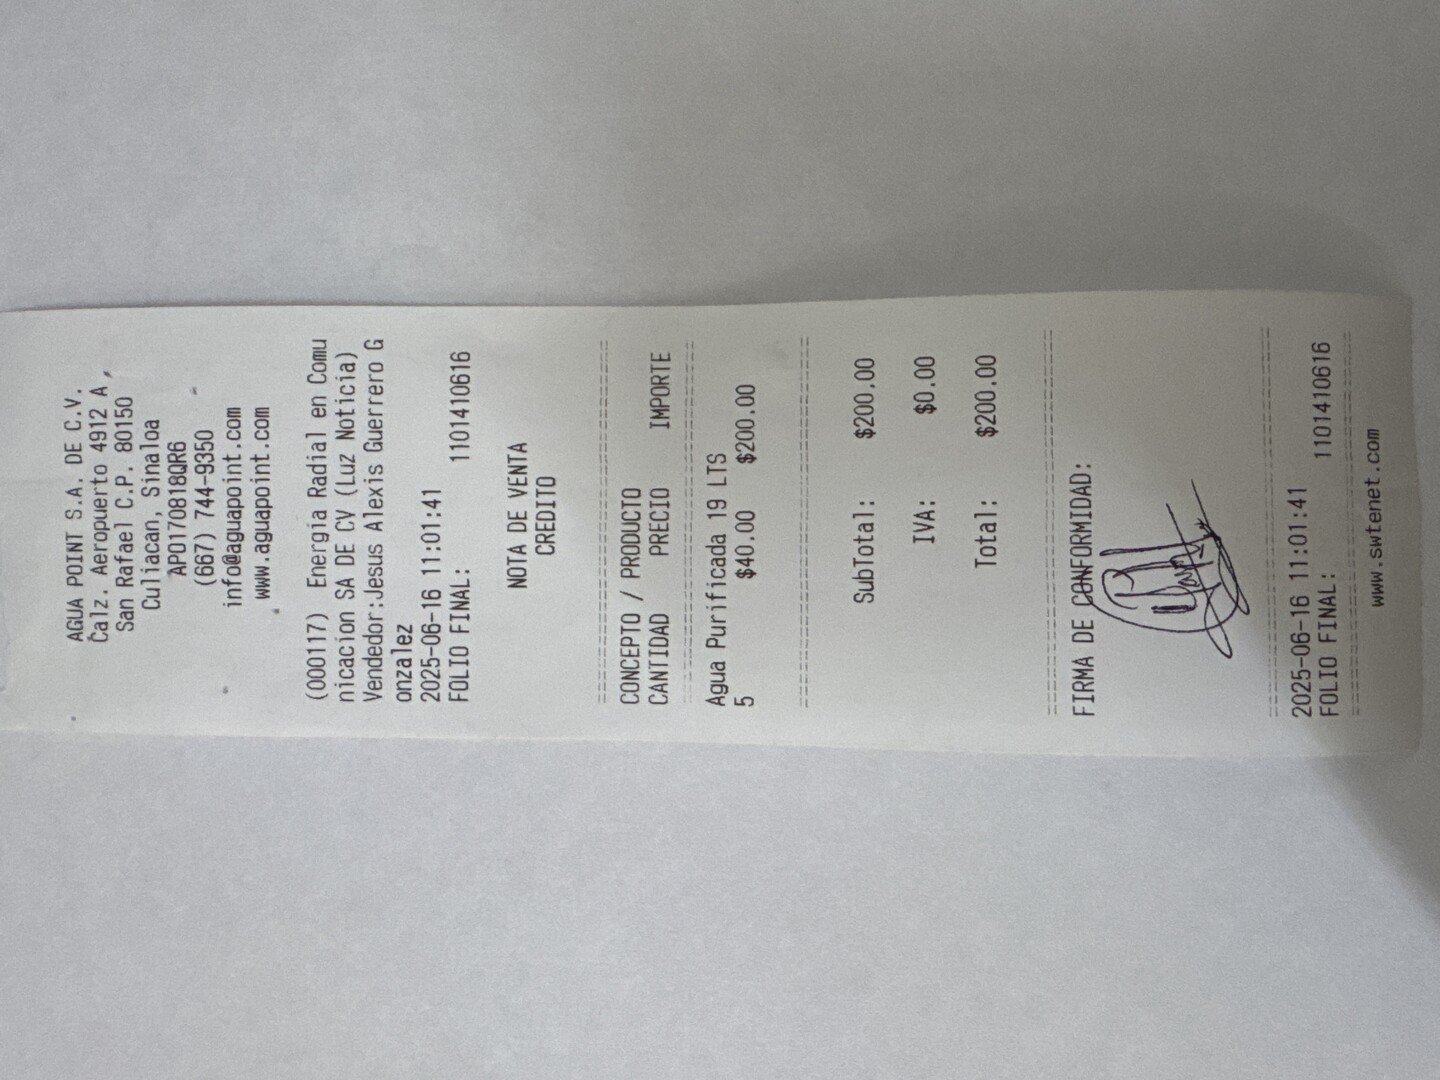 AGUA POINT S.A. DE C.V.
Calz. Aeropuerto 4912 A ,
San Rafael C.P. 80150
Culiacan, Sinaloa
APO170818QR6
(667) 744-9350
info@aguapoint.com
www.aguapoint.com
(000117) Energia Radial en Comu
nicacion SA DE CV (Luz Noticia)
Vendedor:Jesus Alexis Guerrero G
onzalez
2025-06-16 11:01:41
FOLIO FINAL: 1101410616
NOTA DE VENTA
CREDITO
CONCEPTO / PRODUCTO
CANTIDAD PRECIO IMPORTE
Agua Purificada 19 LTS
5 $40.00 $200.00
SubTotal: $200.00
IVA: $0.00
Total: $200.00
FIRMA DE CANFORMIDAD:
2025-06-16 11:01:41
FOLIO FINAL: 1101410616
www.swtenet.com